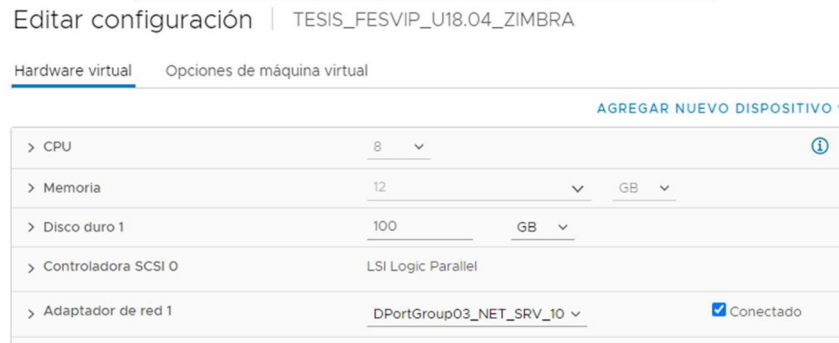 Editar configuración | TESIS_FESVIP_U18.04_ZIMBRA
Hardware virtual Opciones de máquina virtual
AGREGAR NUEVO DISPOSITIVO
CPU 8
Memoria 12 GB
Disco duro 1 100 GB
Controladora SCSI 0 LSI Logic Parallel
Adaptador de red 1 DPortGroup03_NET_SRV_10 Conectado